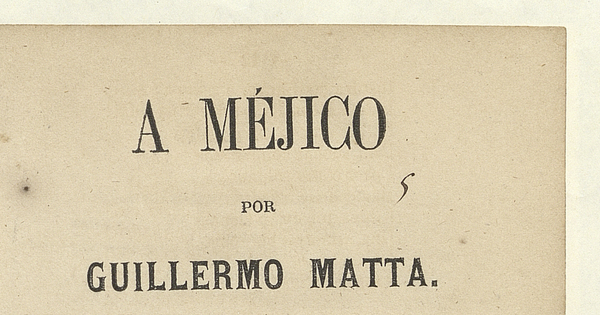 A MÉJICO
POR
GUILLERMO MATTA.